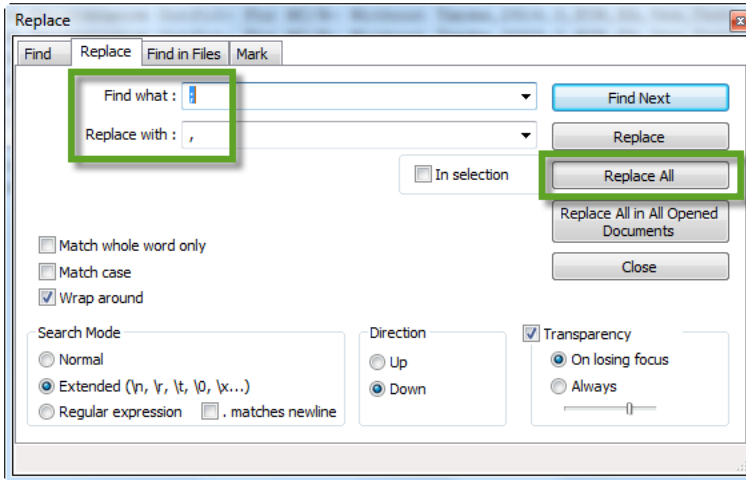 Replace
Find Replace Find in Files Mark
Find what : ;
Find Next
Replace with : ,
Replace
In selection
Replace All
Replace All in All Opened
Documents
Match whole word only
Match case
Close
Wrap around
Search Mode
Direction
Transparency
Normal
Up
On losing focus
Extended (\n, \r, \t, \0, \x...)
Down
Always
Regular expression
. matches newline